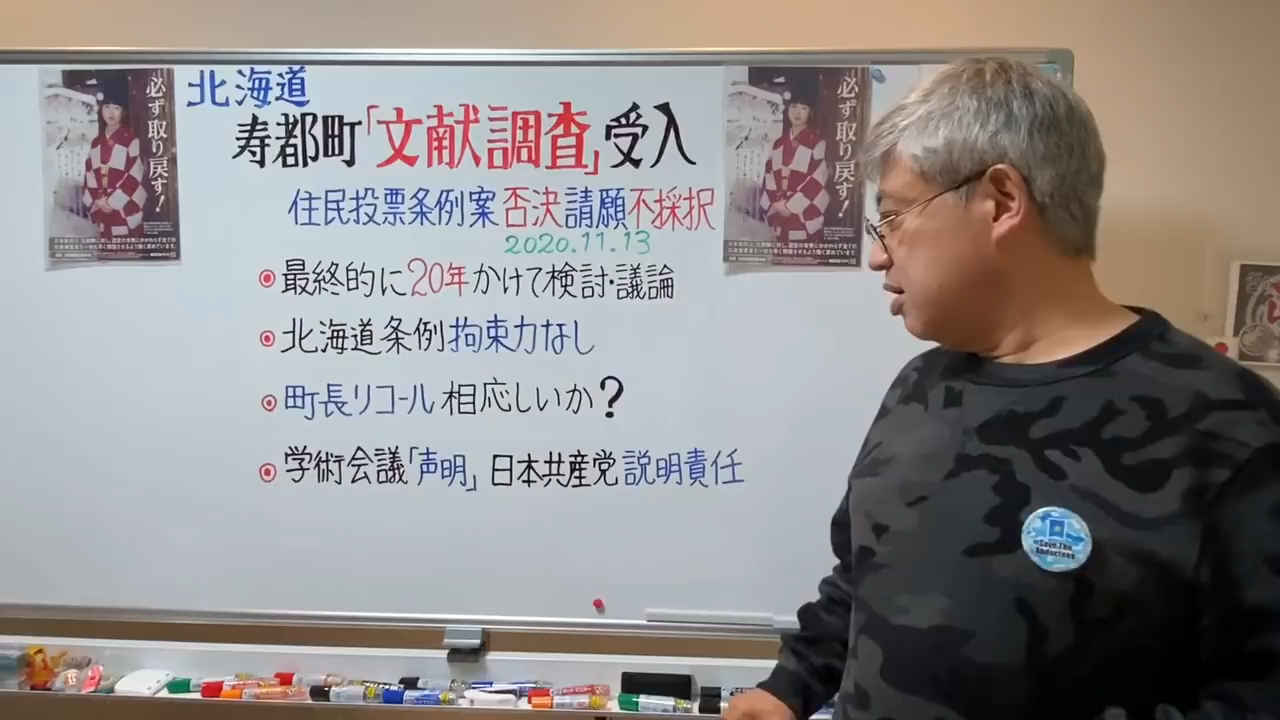 北海道
寿都町「文献調査」受入
住民投票条例案否決請願不採択
2020.11.13
最終的に20年かけて検討・議論
北海道条例拘束力なし
町長リコール相応しいか?
学術会議「声明」日本共産党説明責任
必ず取り戻す!
必ず取り戻す!
Save The
Abductees